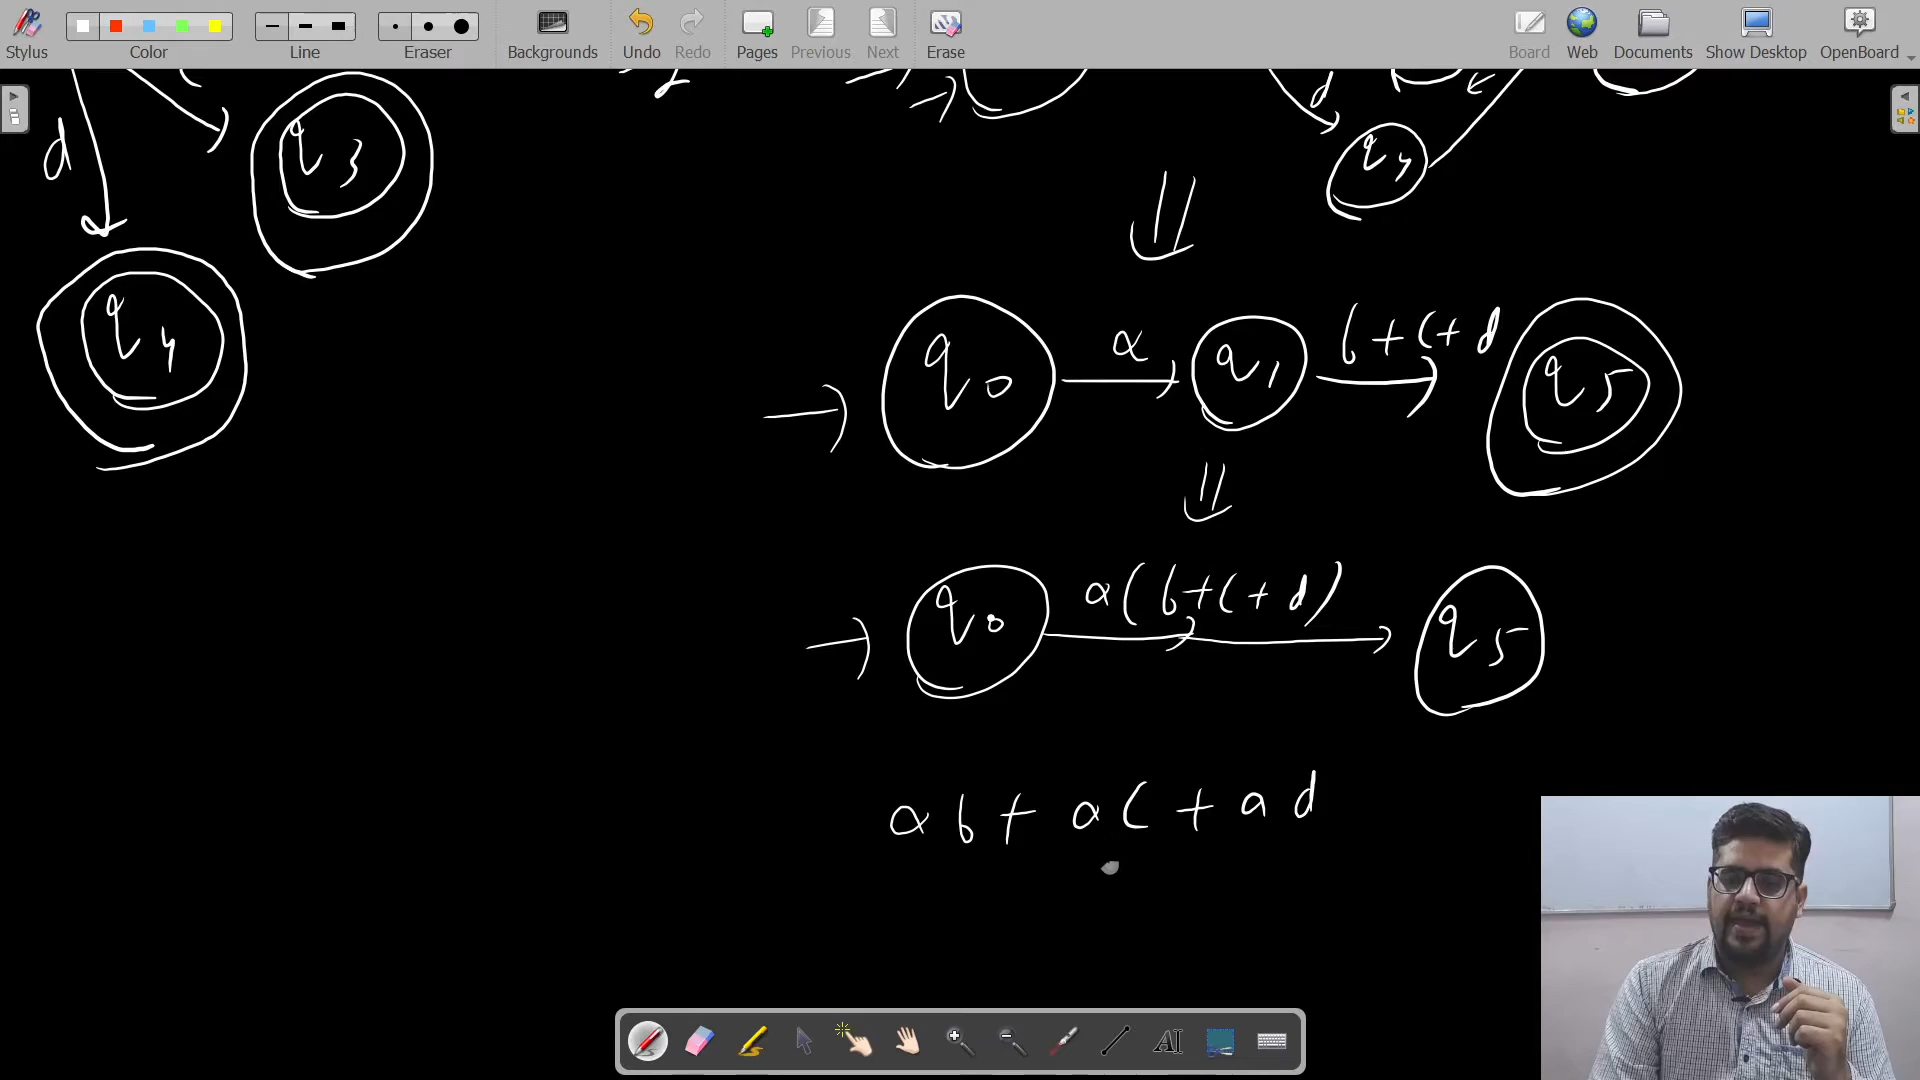 Stylus Color Line Eraser Backgrounds Undo Redo Pages Previous Next Erase Board Web Documents Show Desktop OpenBoard
d
q3
q4
d
q4
q0 a q1 b+c+d q5
q0 a(b+c+d) q5
ab + ac + ad